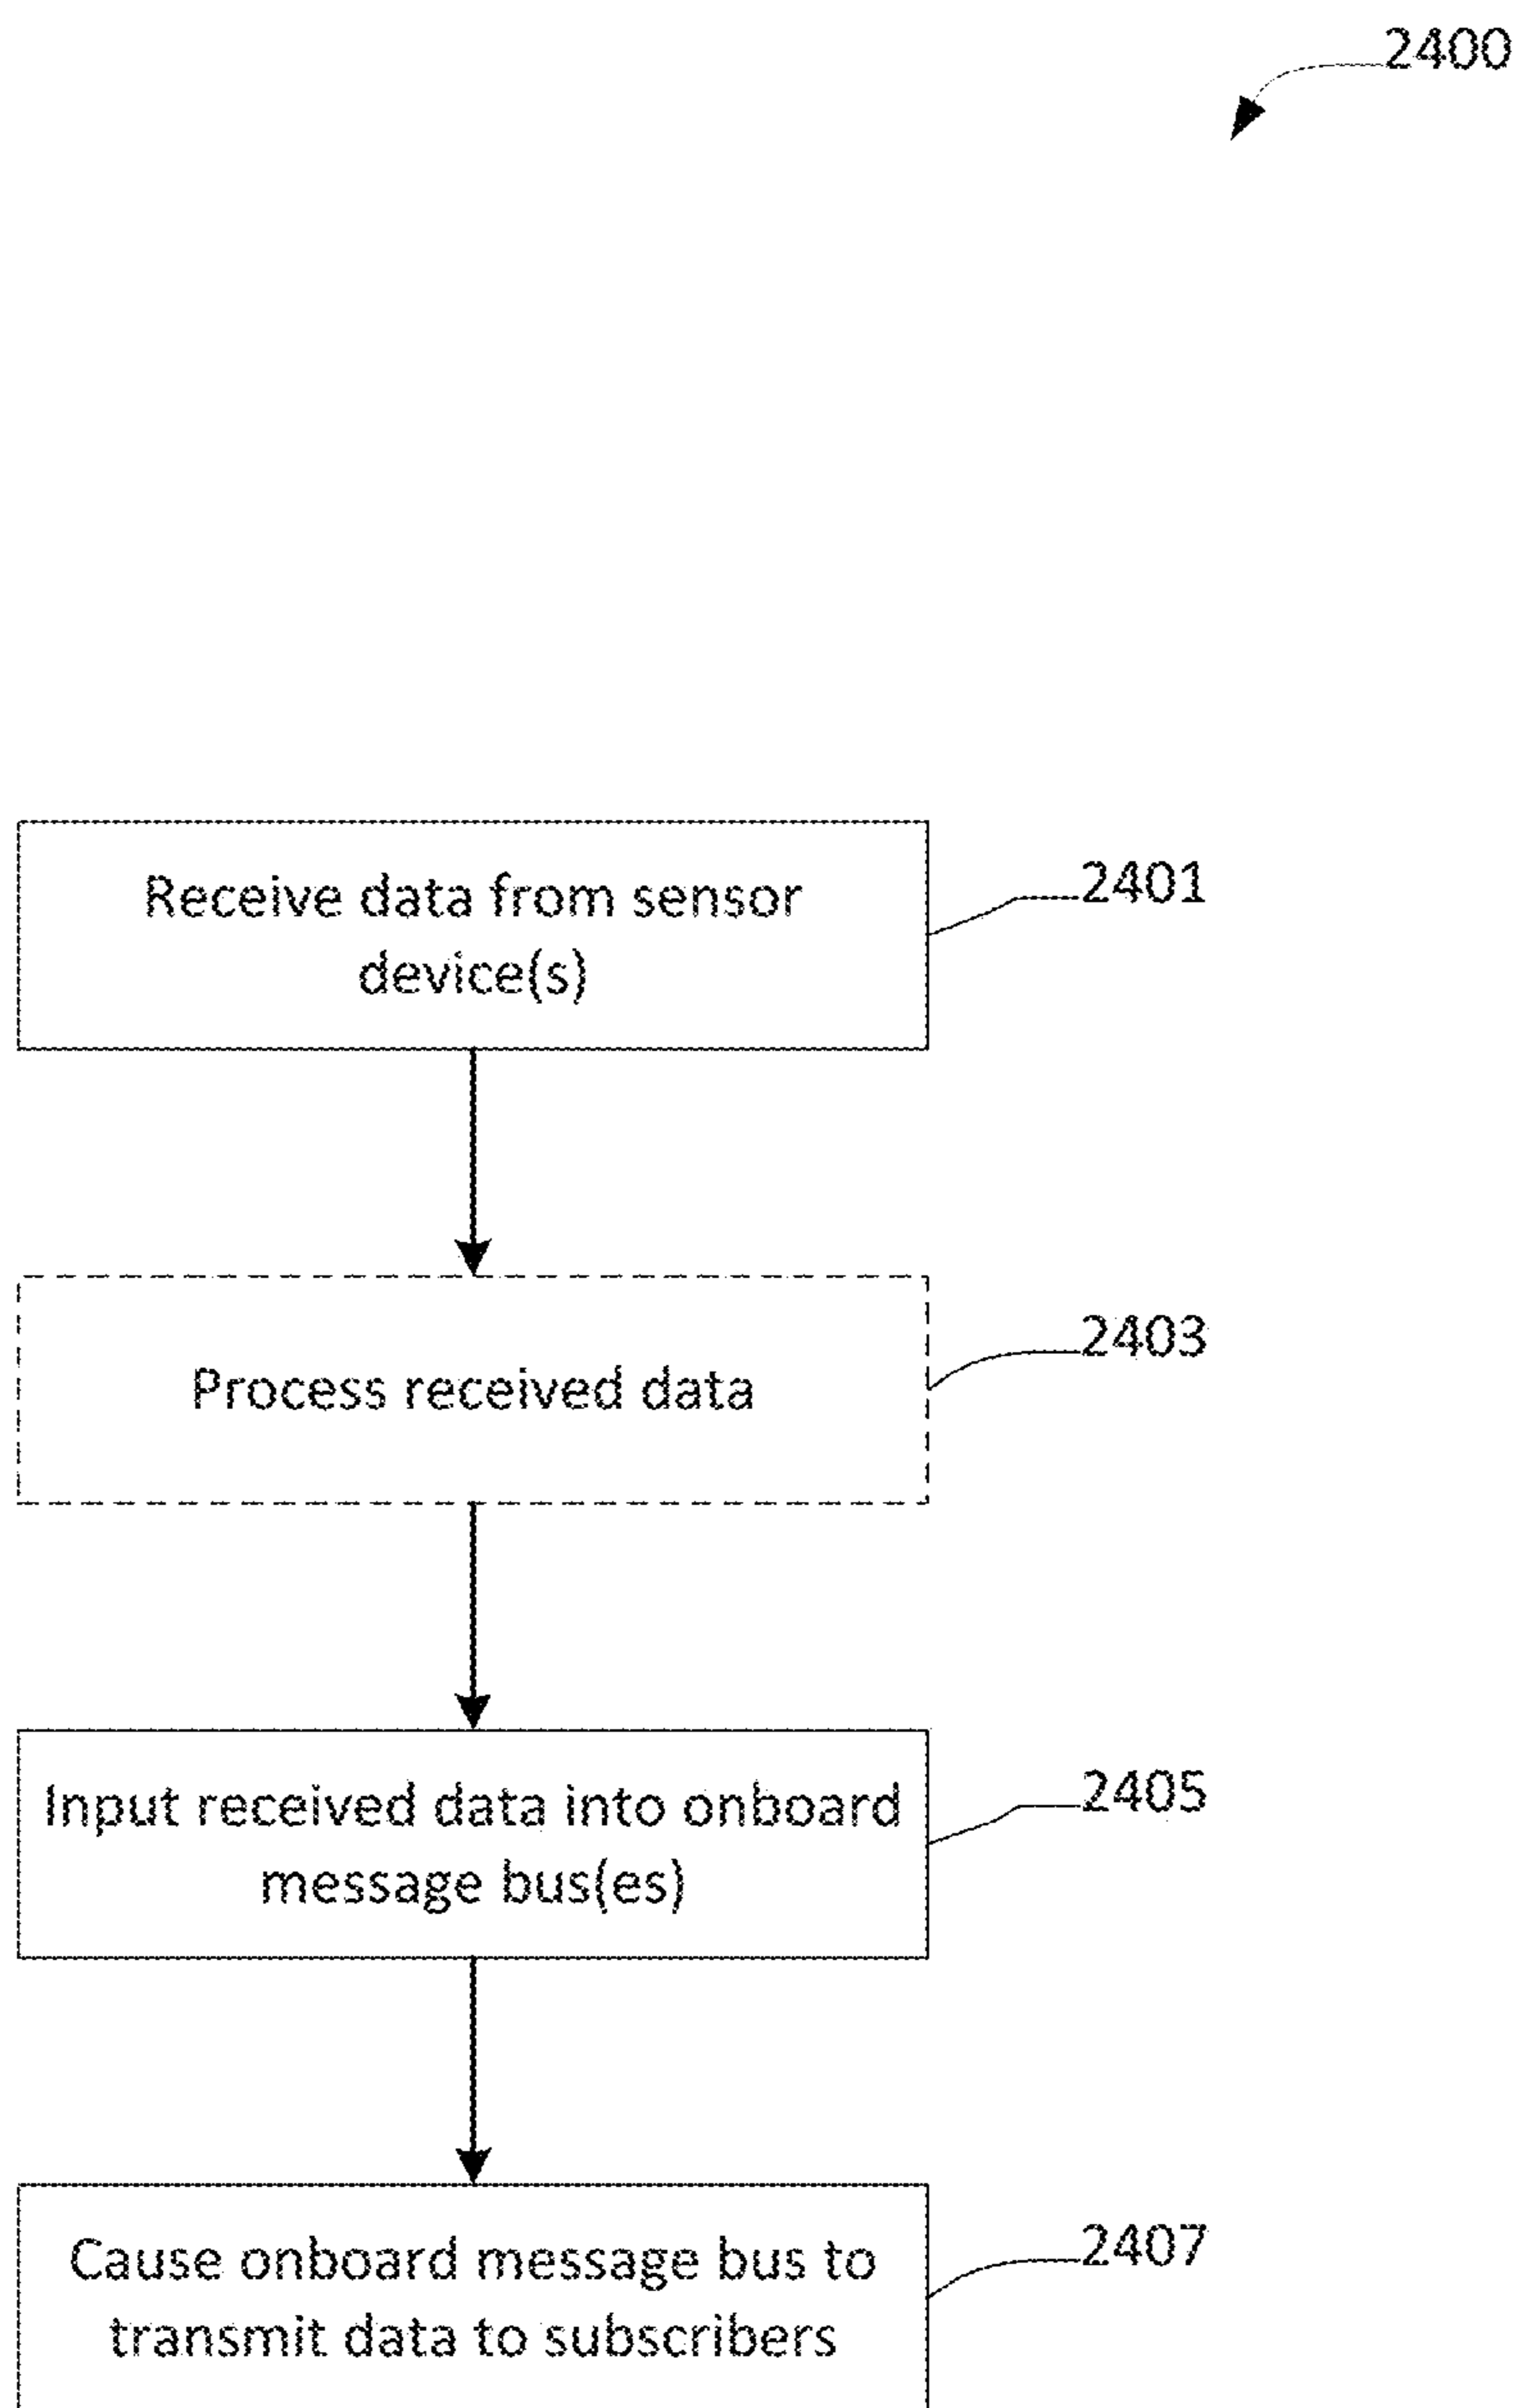 2400
Receive data from sensor
device(s)
2401
Process received data
2403
Input received data into onboard
message bus(es)
2405
Cause onboard message bus to
transmit data to subscribers
2407